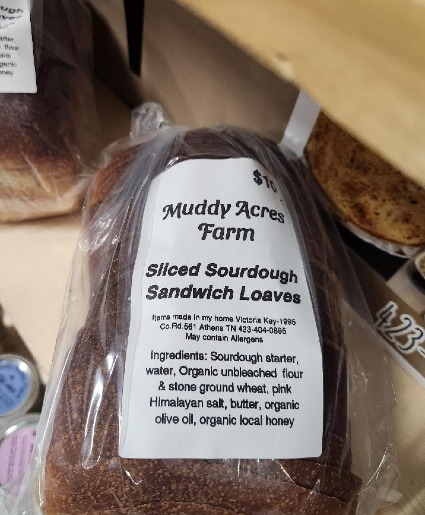 $10
Muddy Acres
Farm
Sliced Sourdough
Sandwich Loaves
Items made in my home Victoria Key-1995
Co.Rd.561 Athens TN 423-404-0895
May contain Allergens
Ingredients: Sourdough starter,
water, Organic unbleached flour
& stone ground wheat, pink
Himalayan salt, butter, organic
olive oil, organic local honey
423-